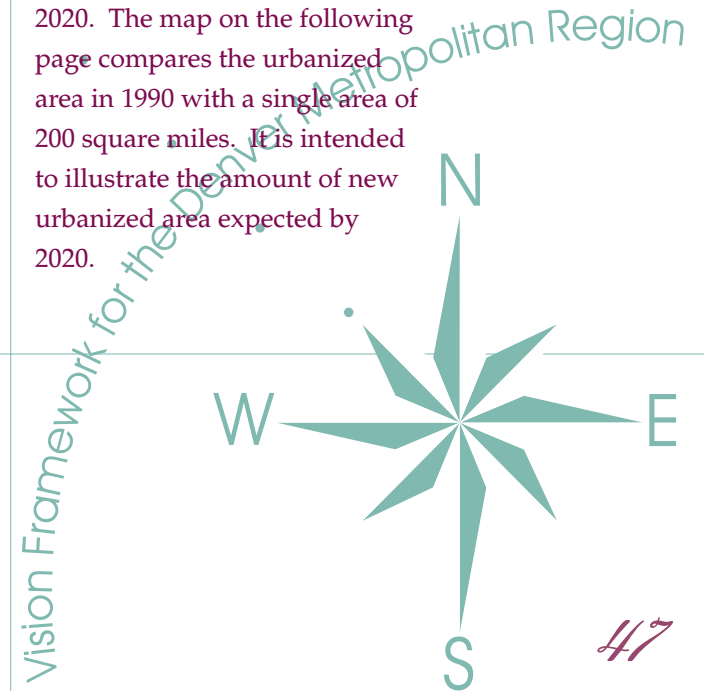 2020. The map on the following
page compares the urbanized
area in 1990 with a single area of
200 square miles. It is intended
to illustrate the amount of new
urbanized area expected by
2020.
Vision Framework for the Denver Metropolitan Region
N
W
E
S
47